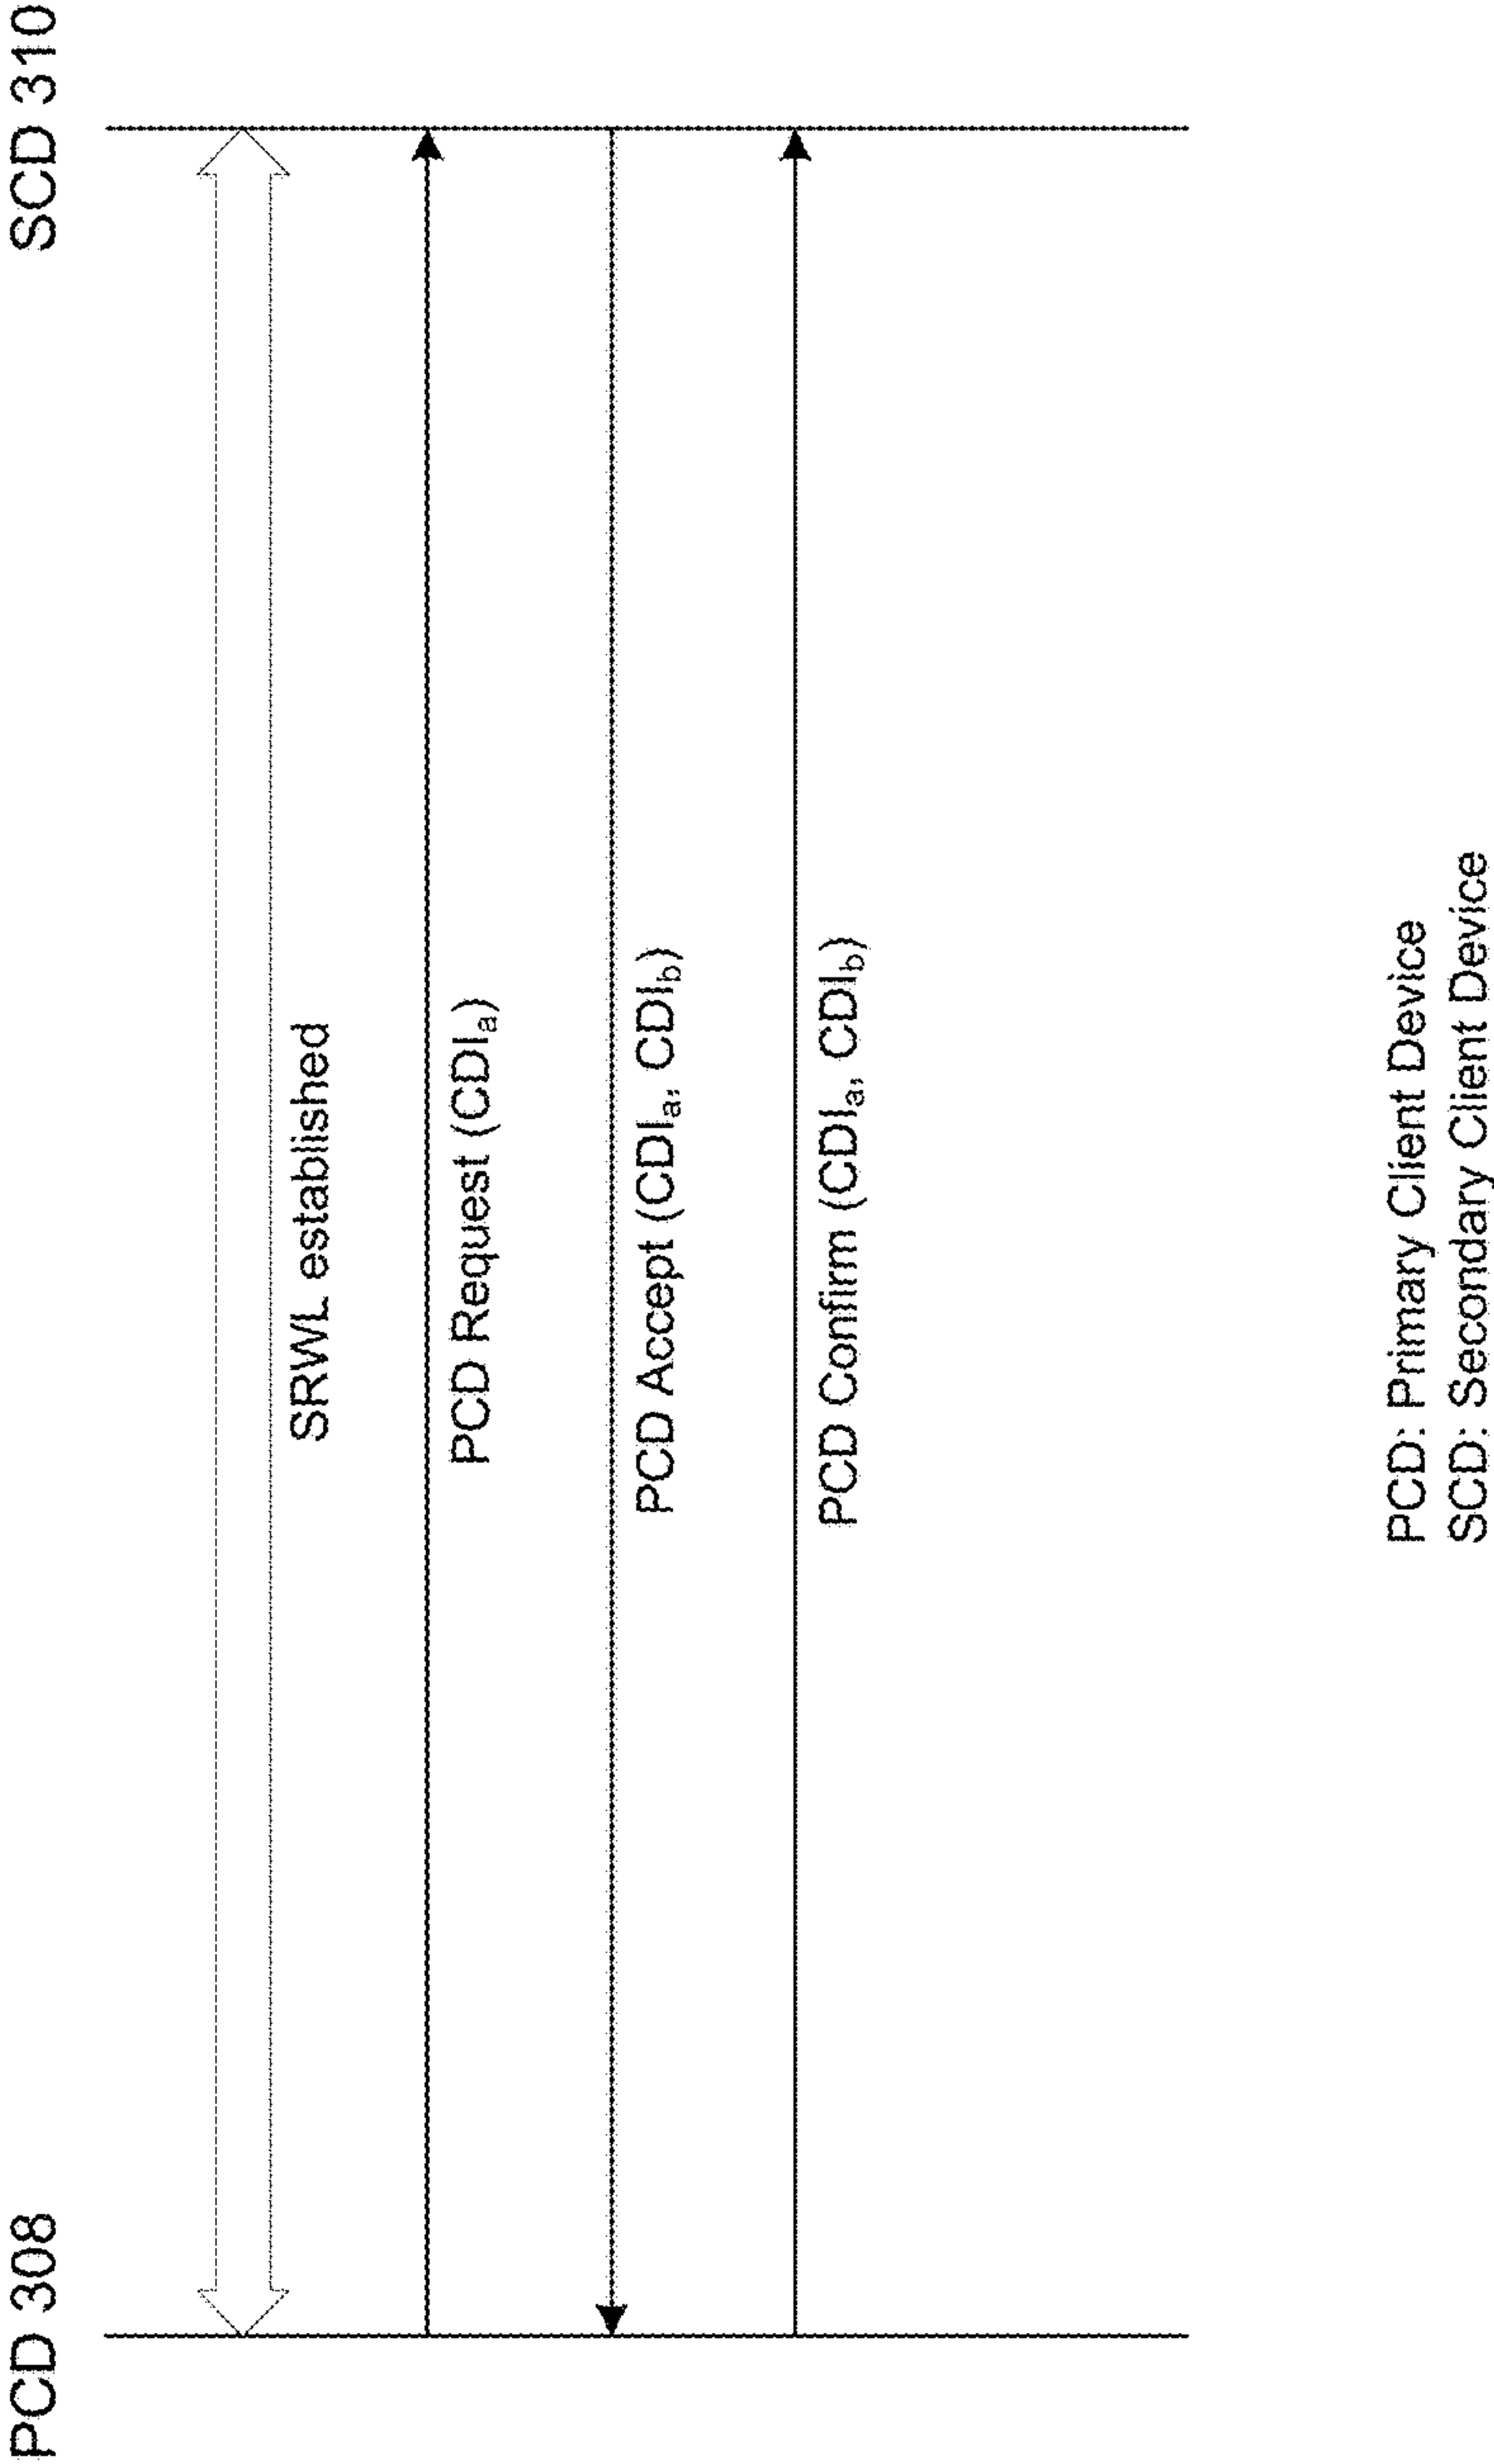 PCD 308
SCD 310
SRWL established
PCD Request (CDIa)
PCD Accept (CDIa, CDIb)
PCD Confirm (CDIa, CDIb)
PCD: Primary Client Device
SCD: Secondary Client Device